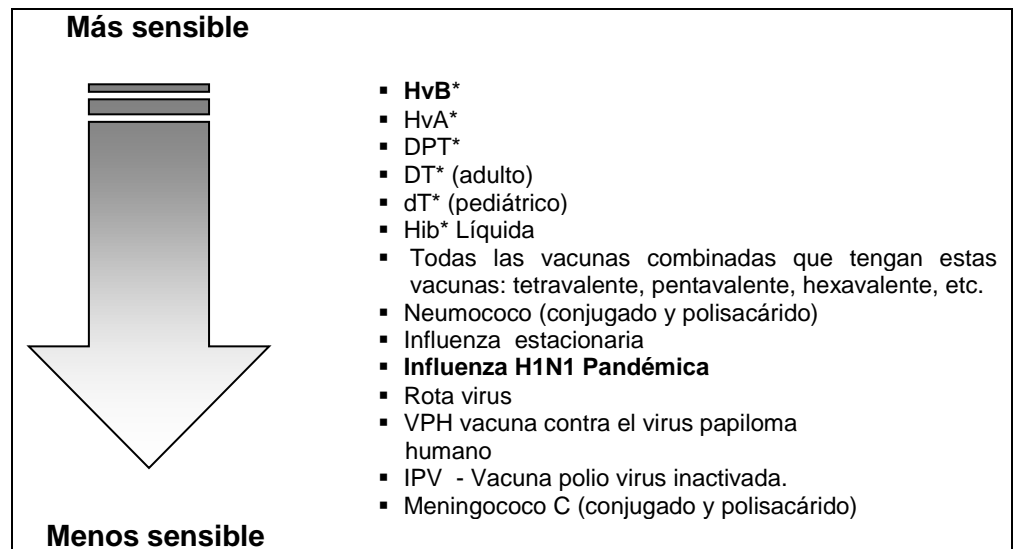 Más sensible
▪ HvB*
▪ HvA*
▪ DPT*
▪ DT* (adulto)
▪ dT* (pediátrico)
▪ Hib* Líquida
▪ Todas las vacunas combinadas que tengan estas
vacunas: tetravalente, pentavalente, hexavalente, etc.
▪ Neumococo (conjugado y polisacárido)
▪ Influenza estacionaria
▪ Influenza H1N1 Pandémica
▪ Rota virus
▪ VPH vacuna contra el virus papiloma
humano
▪ IPV - Vacuna polio virus inactivada.
▪ Meningococo C (conjugado y polisacárido)
Menos sensible